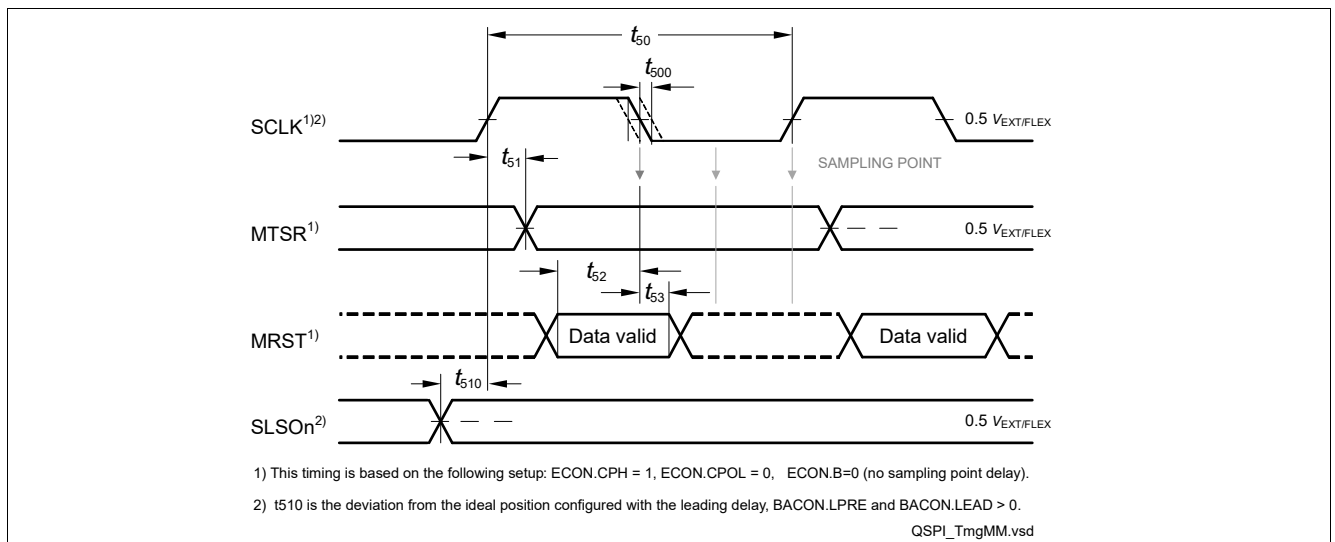 t50
t500
SCLK1)2)
0.5 VEXT/FLEX
t51
SAMPLING POINT
MTSR1)
0.5 VEXT/FLEX
t52
t53
MRST1)
Data valid
Data valid
t510
SLSOn2)
0.5 VEXT/FLEX
1) This timing is based on the following setup: ECON.CPH = 1, ECON.CPOL = 0, ECON.B=0 (no sampling point delay).
2) t510 is the deviation from the ideal position configured with the leading delay, BACON.LPRE and BACON.LEAD > 0.
QSPI_TmgMM.vsd